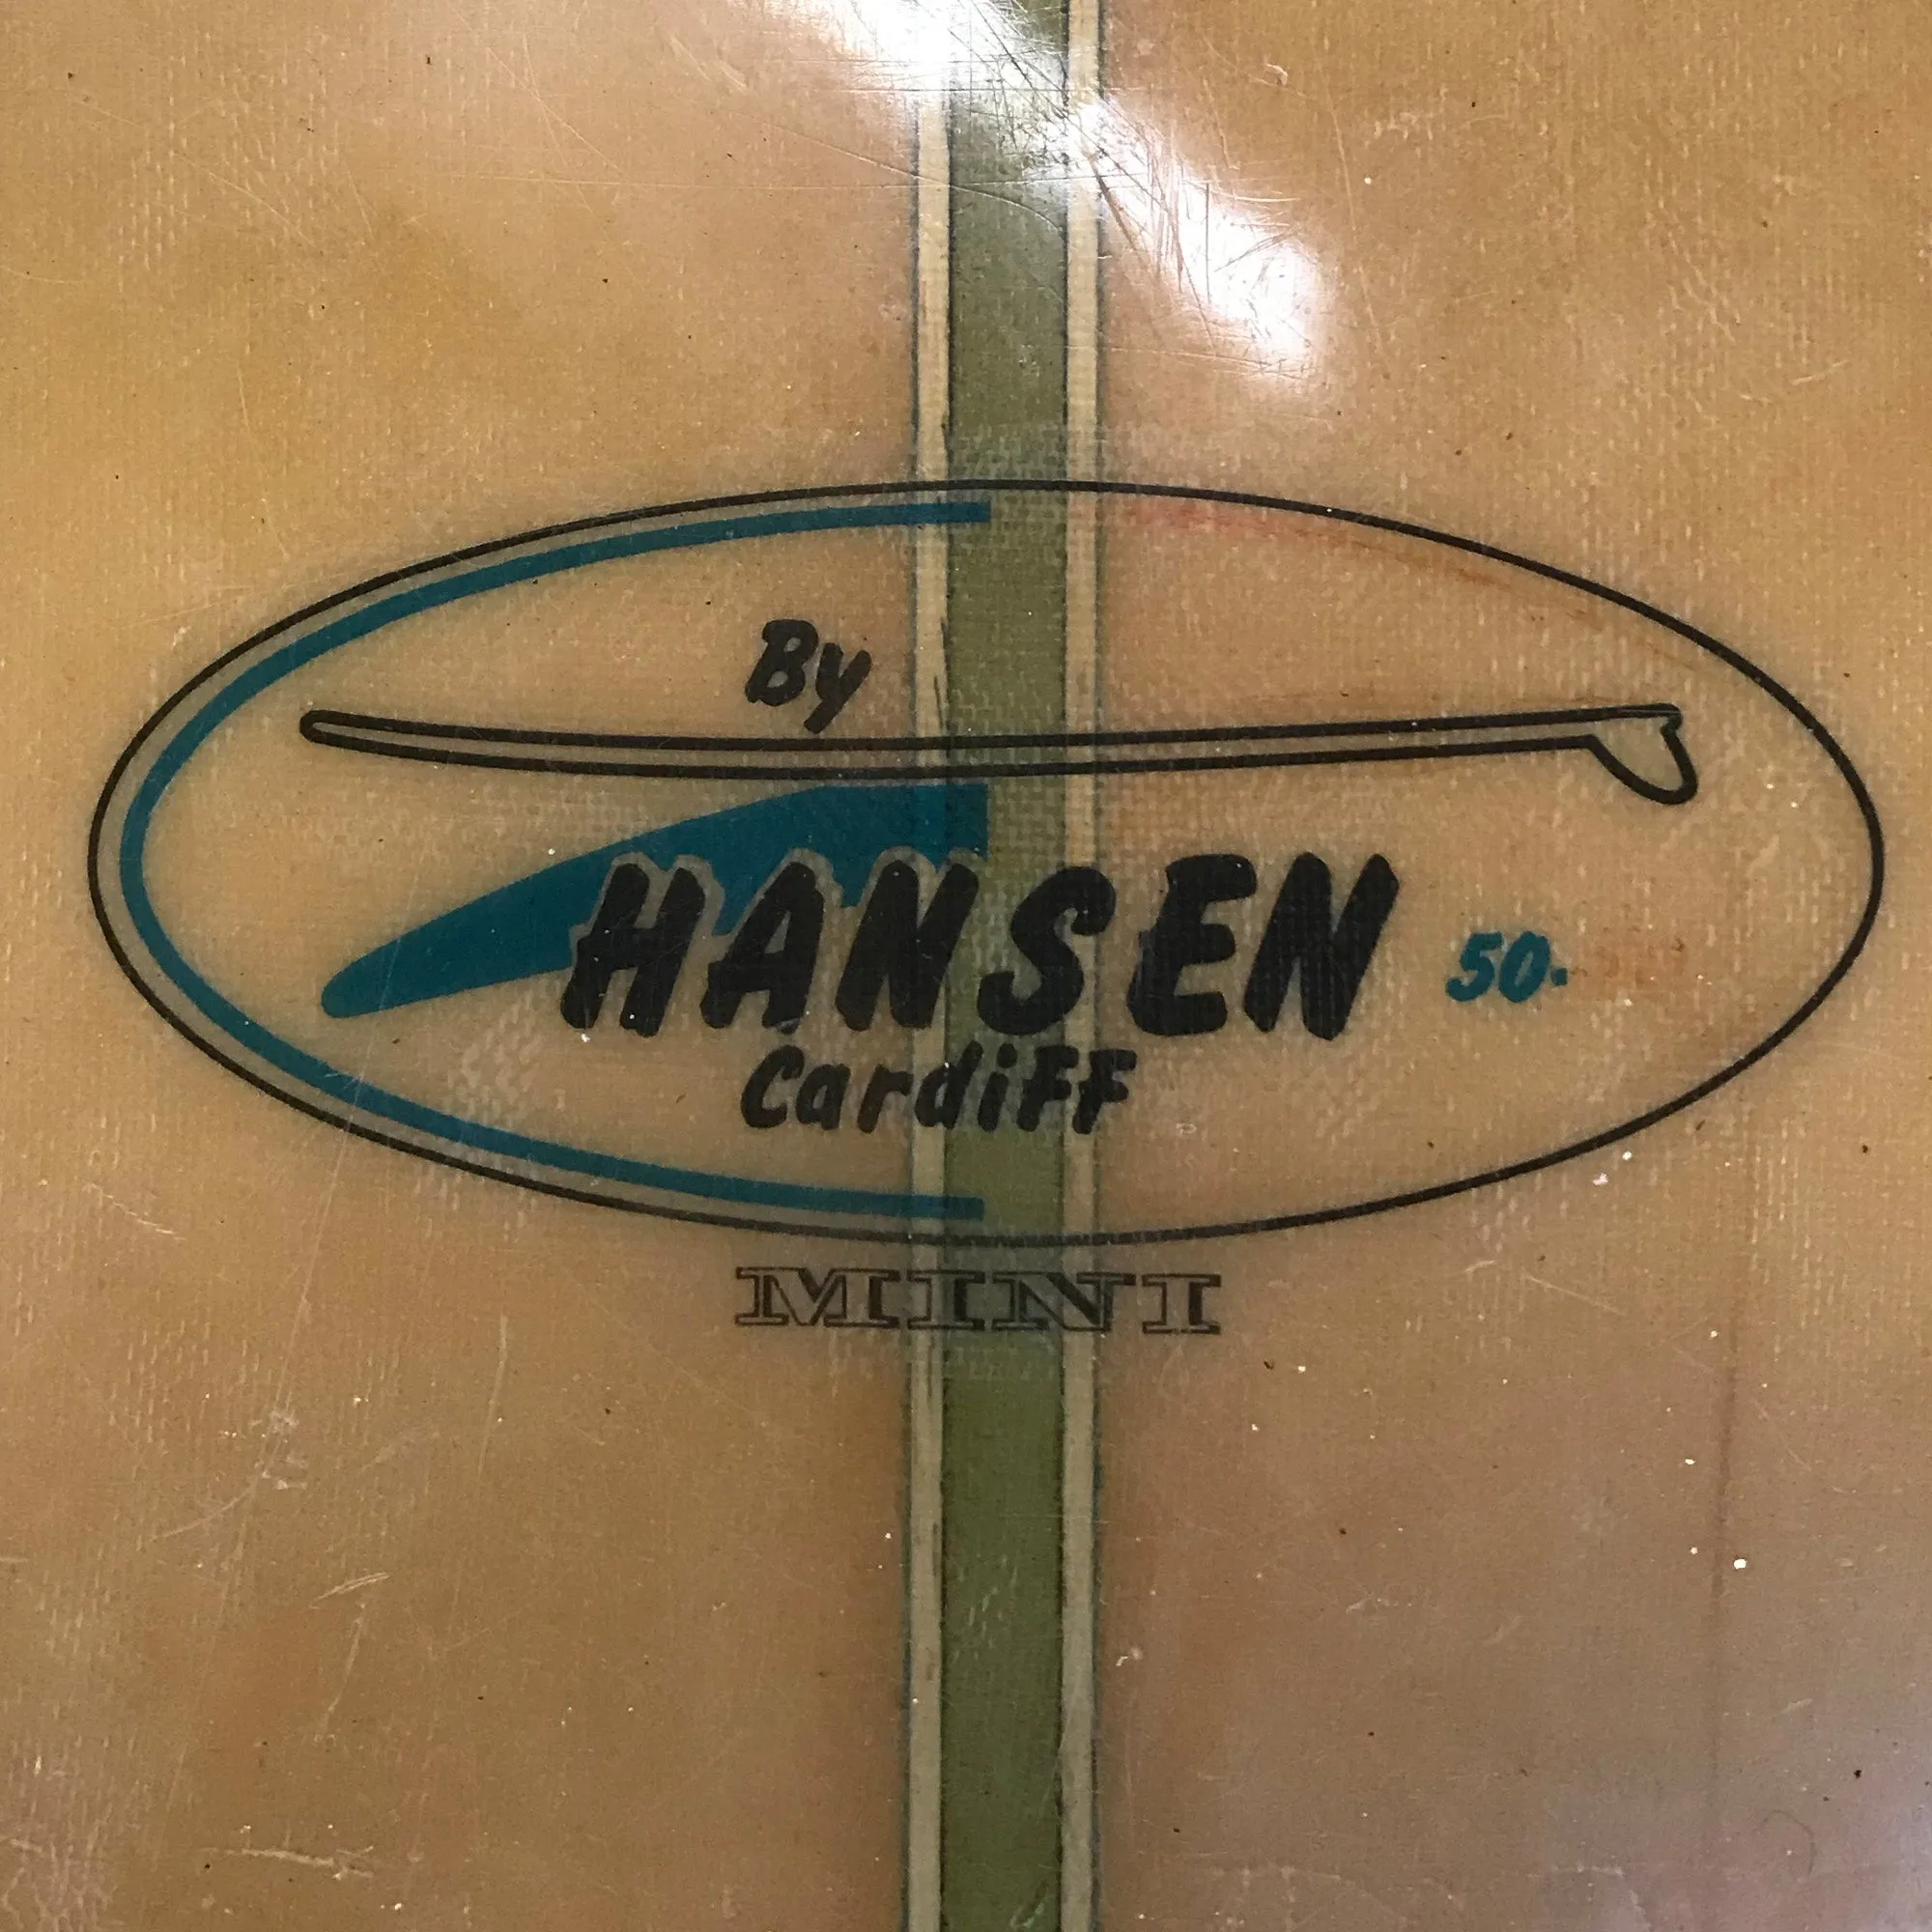 By
HANSEN 50.
Cardiff
MINI